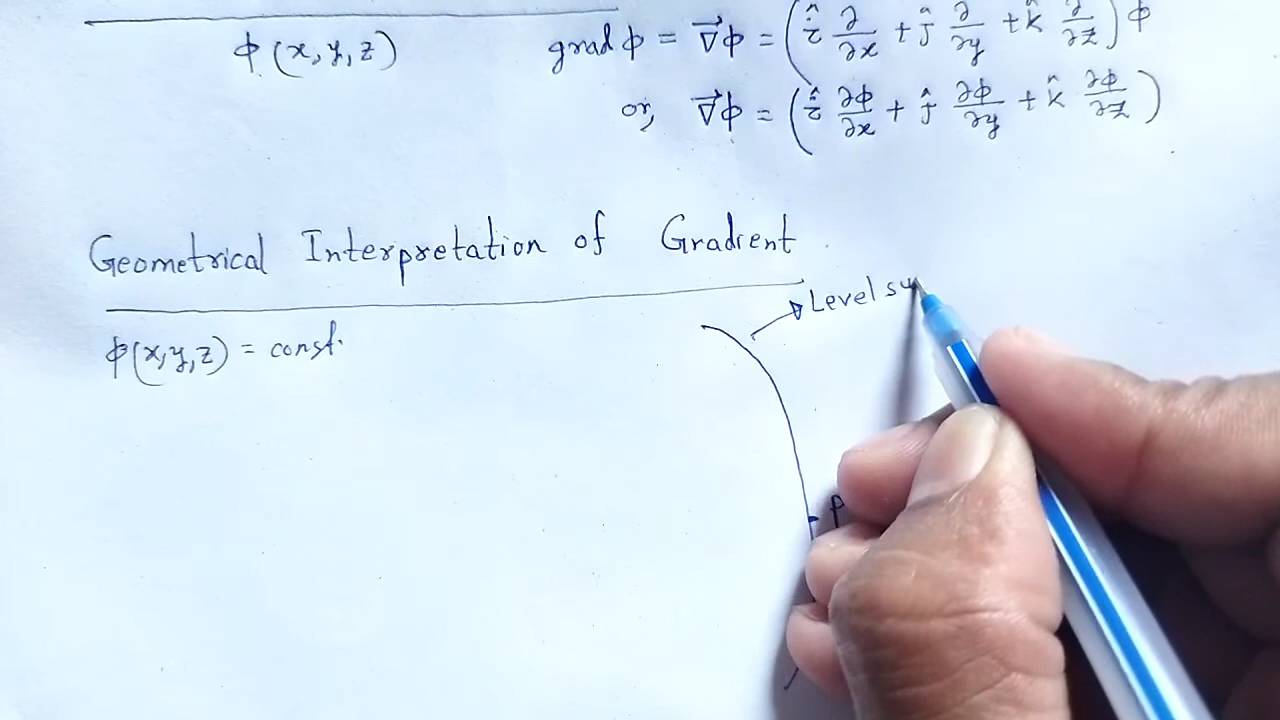 ϕ(x,y,z)
grad ϕ = ∇⃗ϕ = (î ∂/∂x + ĵ ∂/∂y + k̂ ∂/∂z) ϕ
or, ∇⃗ϕ = (î ∂ϕ/∂x + ĵ ∂ϕ/∂y + k̂ ∂ϕ/∂z)
Geometrical Interpretation of Gradient
Level su
ϕ(x,y,z) = const.
P